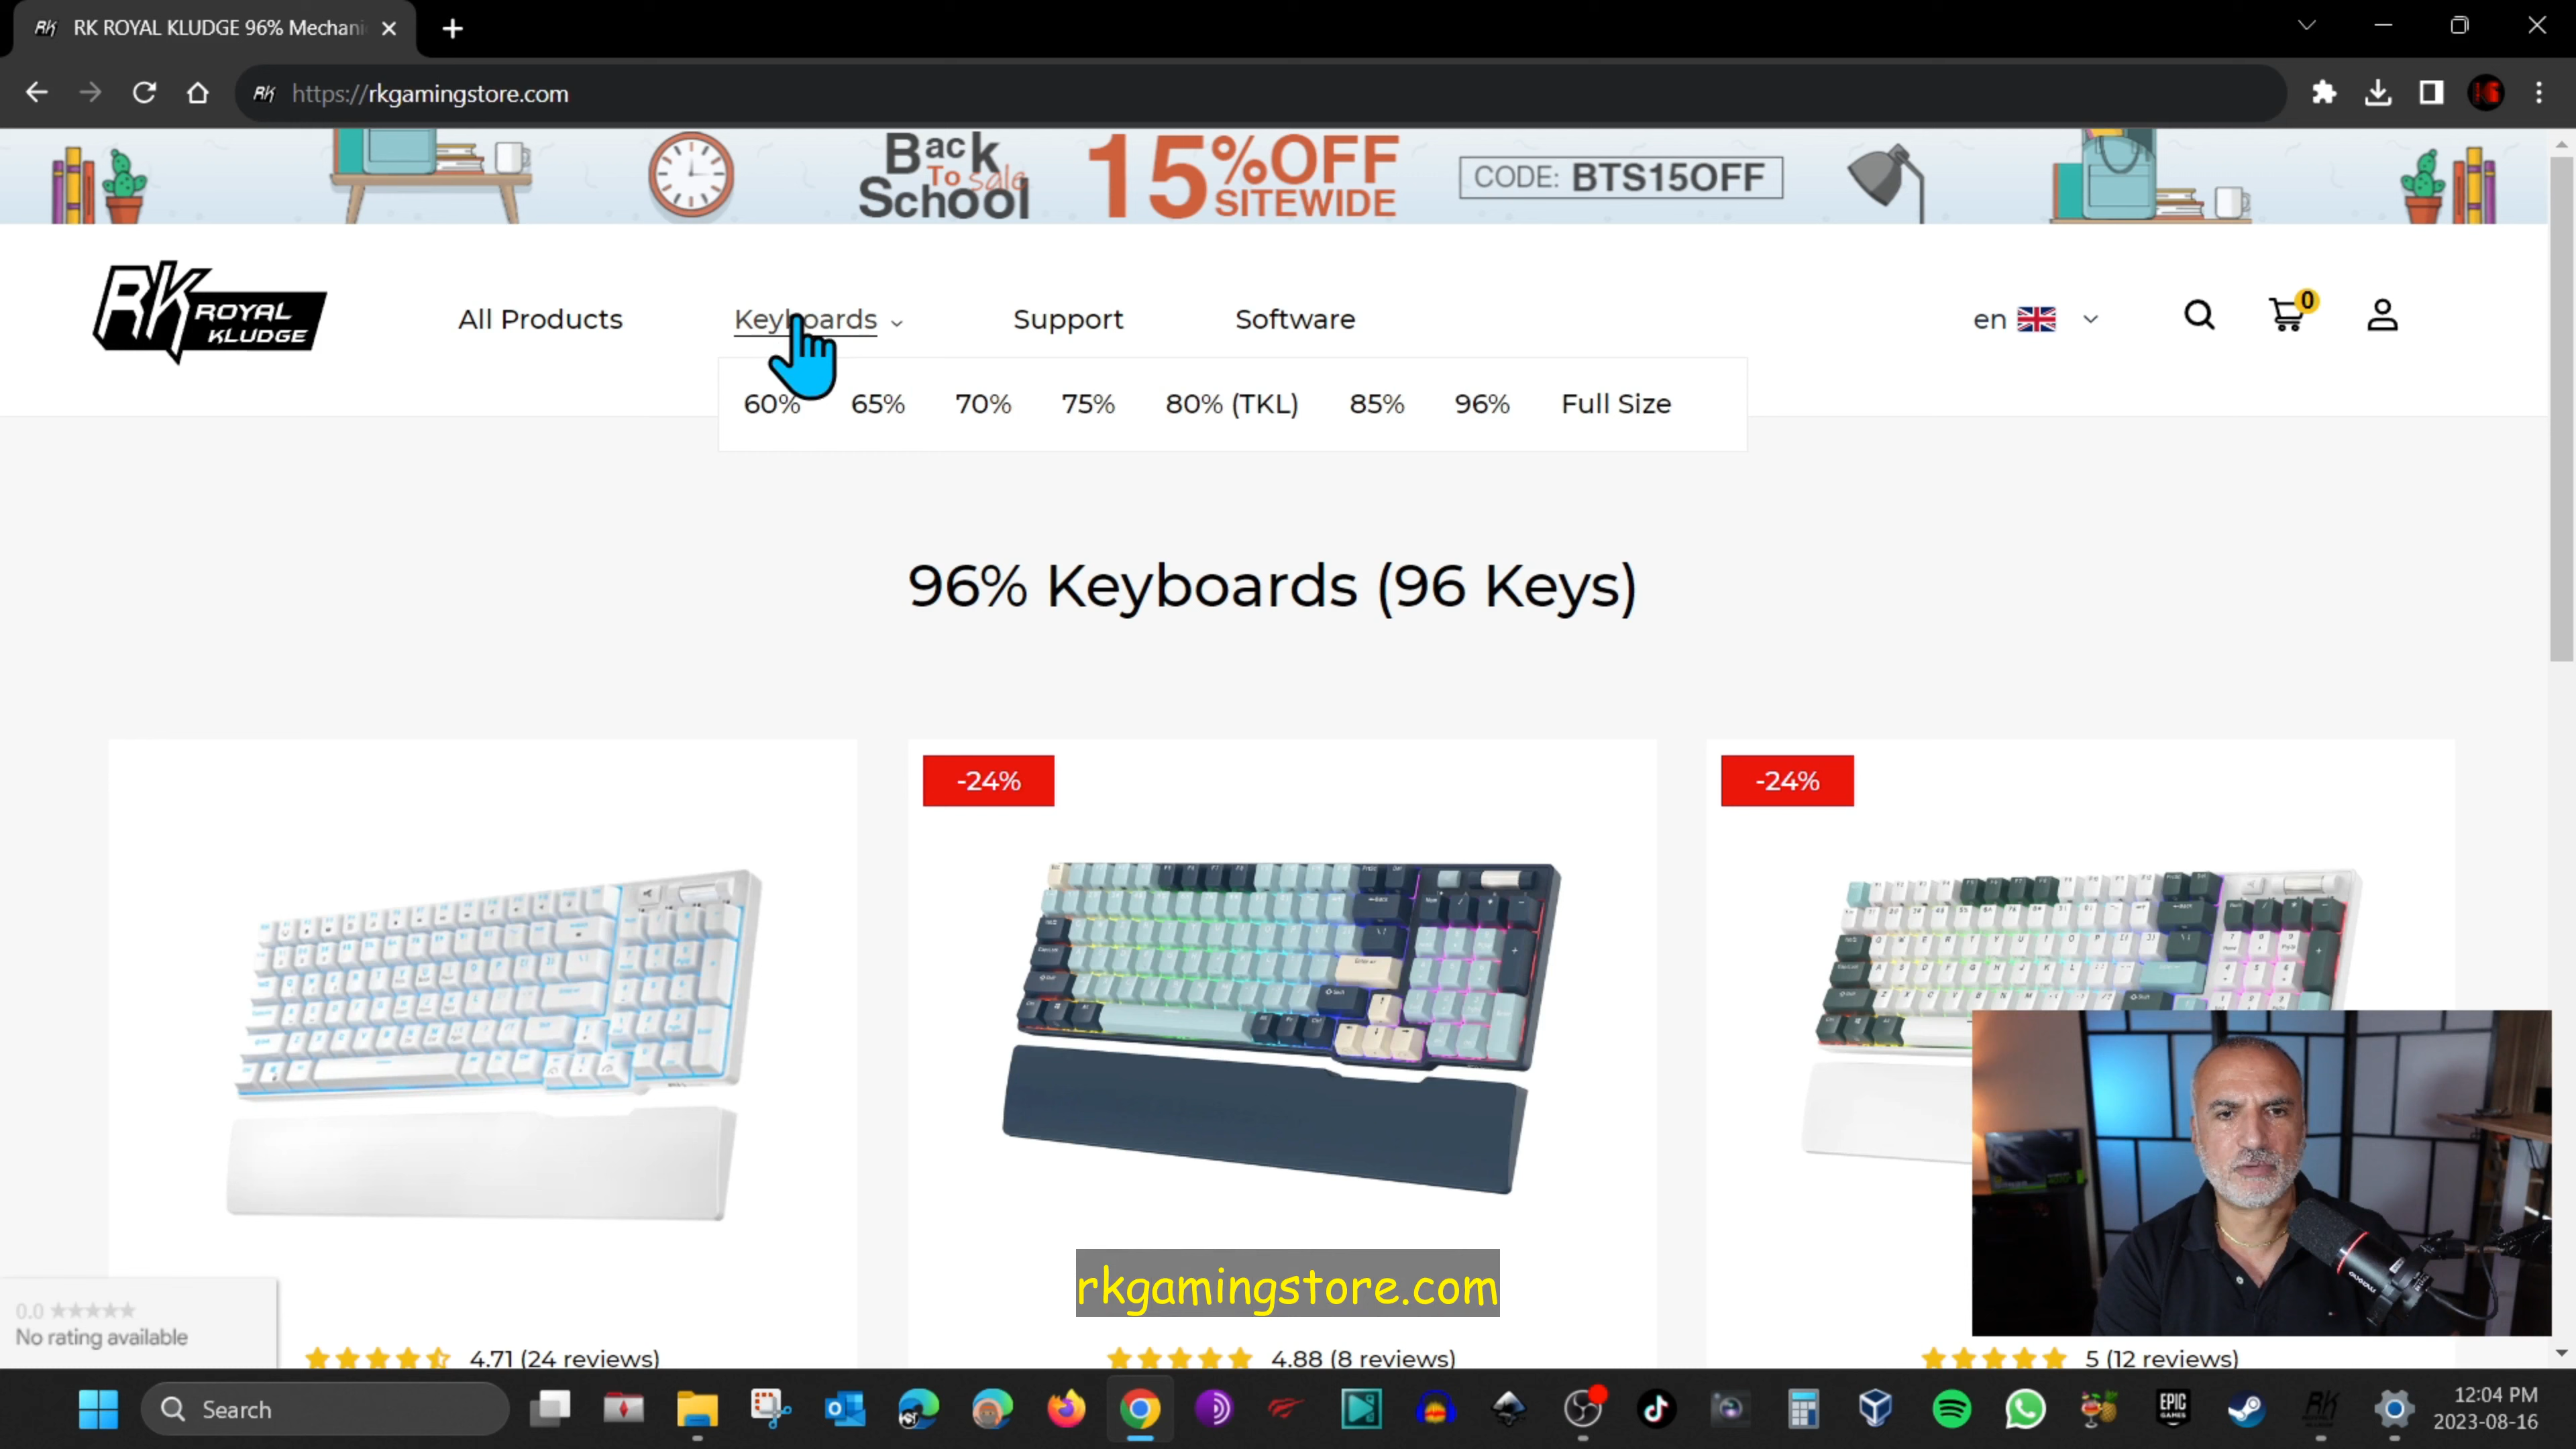 RK ROYAL KLUDGE 96% Mechani
https://rkgamingstore.com
Back To School sale
15%OFF SITEWIDE
CODE: BTS15OFF
RK ROYAL KLUDGE
All Products
Keyboards
Support
Software
en
0
60%
65%
70%
75%
80% (TKL)
85%
96%
Full Size
96% Keyboards (96 Keys)
-24%
-24%
rkgamingstore.com
0.0
No rating available
4.71 (24 reviews)
4.88 (8 reviews)
5 (12 reviews)
Search
EPIC GAMES
12:04 PM
2023-08-16